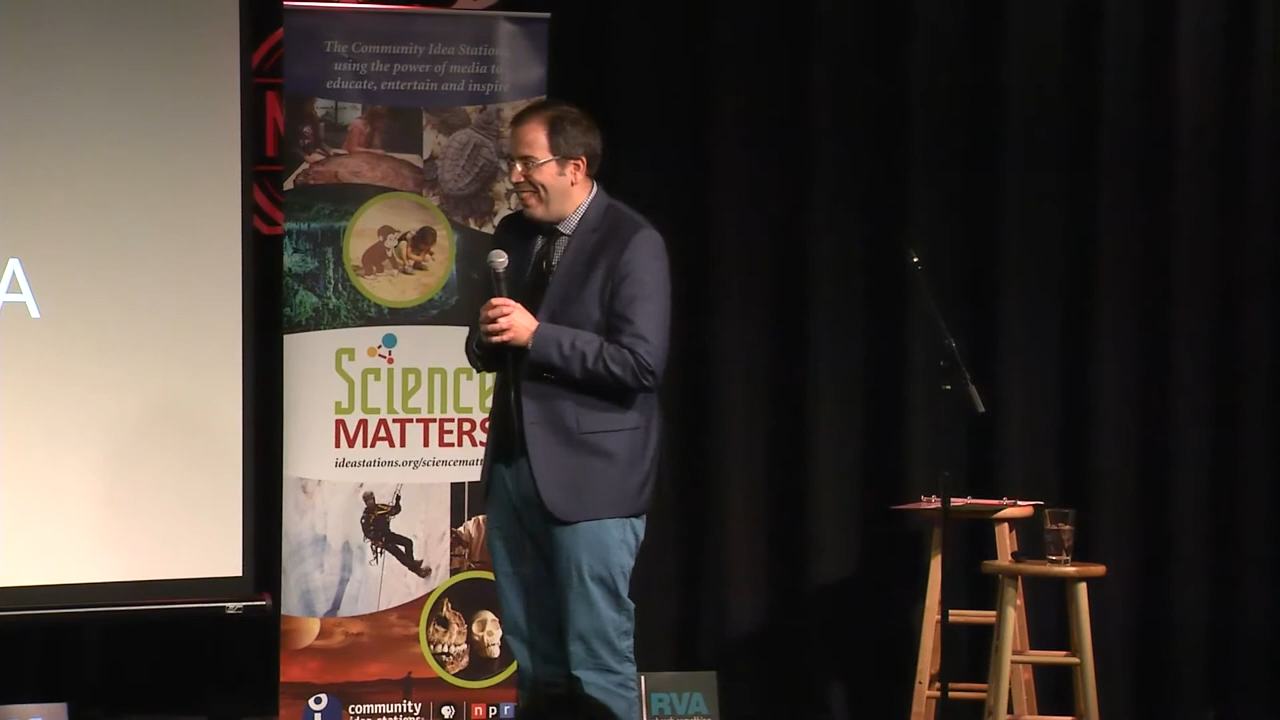 The Community Idea Stations
using the power of media to
educate, entertain and inspire
M
A
Science
MATTERS
ideastations.org/sciencematt
community
idea stations
npr
RVA